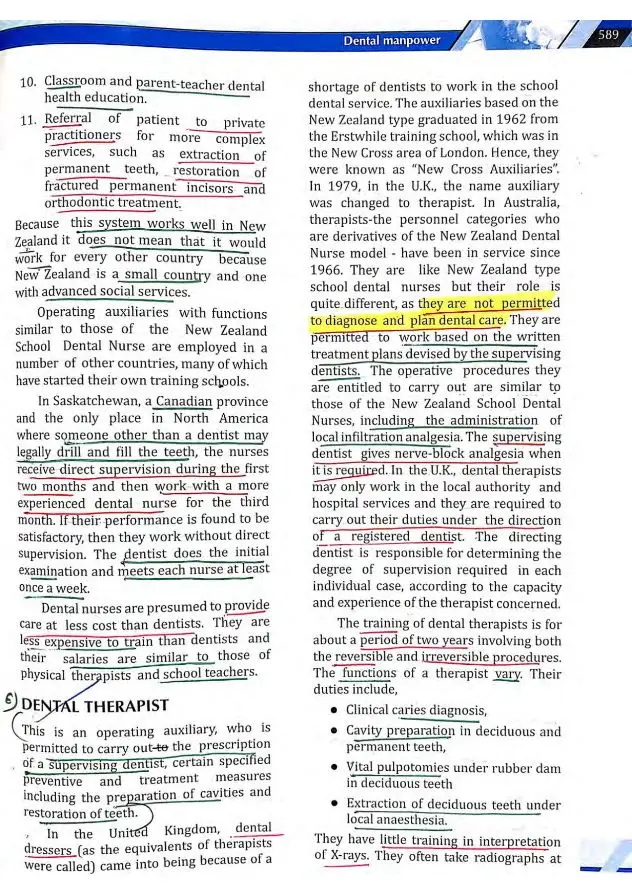 Dental manpower
589
10. Classroom and parent-teacher dental
health education.
11. Referral of patient to private
practitioners for more complex
services, such as extraction of
permanent teeth, restoration of
fractured permanent incisors and
orthodontic treatment.
Because this system works well in New
Zealand it does not mean that it would
work for every other country because
New Zealand is a small country and one
with advanced social services.
Operating auxiliaries with functions
similar to those of the New Zealand
School Dental Nurse are employed in a
number of other countries, many of which
have started their own training schools.
In Saskatchewan, a Canadian province
and the only place in North America
where someone other than a dentist may
legally drill and fill the teeth, the nurses
receive direct supervision during the first
two months and then work with a more
experienced dental nurse for the third
month. If their performance is found to be
satisfactory, then they work without direct
supervision. The dentist does the initial
examination and meets each nurse at least
once a week.
Dental nurses are presumed to provide
care at less cost than dentists. They are
less expensive to train than dentists and
their salaries are similar to those of
physical therapists and school teachers.
6) DENTAL THERAPIST
This is an operating auxiliary, who is
permitted to carry out to the prescription
of a supervising dentist, certain specified
preventive and treatment measures
including the preparation of cavities and
restoration of teeth.
In the United Kingdom, dental
dressers (as the equivalents of therapists
were called) came into being because of a
shortage of dentists to work in the school
dental service. The auxiliaries based on the
New Zealand type graduated in 1962 from
the Erstwhile training school, which was in
the New Cross area of London. Hence, they
were known as "New Cross Auxiliaries".
In 1979, in the U.K., the name auxiliary
was changed to therapist. In Australia,
therapists-the personnel categories who
are derivatives of the New Zealand Dental
Nurse model - have been in service since
1966. They are like New Zealand type
school dental nurses but their role is
quite different, as they are not permitted
to diagnose and plan dental care. They are
permitted to work based on the written
treatment plans devised by the supervising
dentists. The operative procedures they
are entitled to carry out are similar to
those of the New Zealand School Dental
Nurses, including the administration of
local infiltration analgesia. The supervising
dentist gives nerve-block analgesia when
it is required. In the U.K., dental therapists
may only work in the local authority and
hospital services and they are required to
carry out their duties under the direction
of a registered dentist. The directing
dentist is responsible for determining the
degree of supervision required in each
individual case, according to the capacity
and experience of the therapist concerned.
The training of dental therapists is for
about a period of two years involving both
the reversible and irreversible procedures.
The functions of a therapist vary. Their
duties include,
• Clinical caries diagnosis,
• Cavity preparation in deciduous and
permanent teeth,
• Vital pulpotomies under rubber dam
in deciduous teeth
• Extraction of deciduous teeth under
local anaesthesia.
They have little training in interpretation
of X-rays. They often take radiographs at